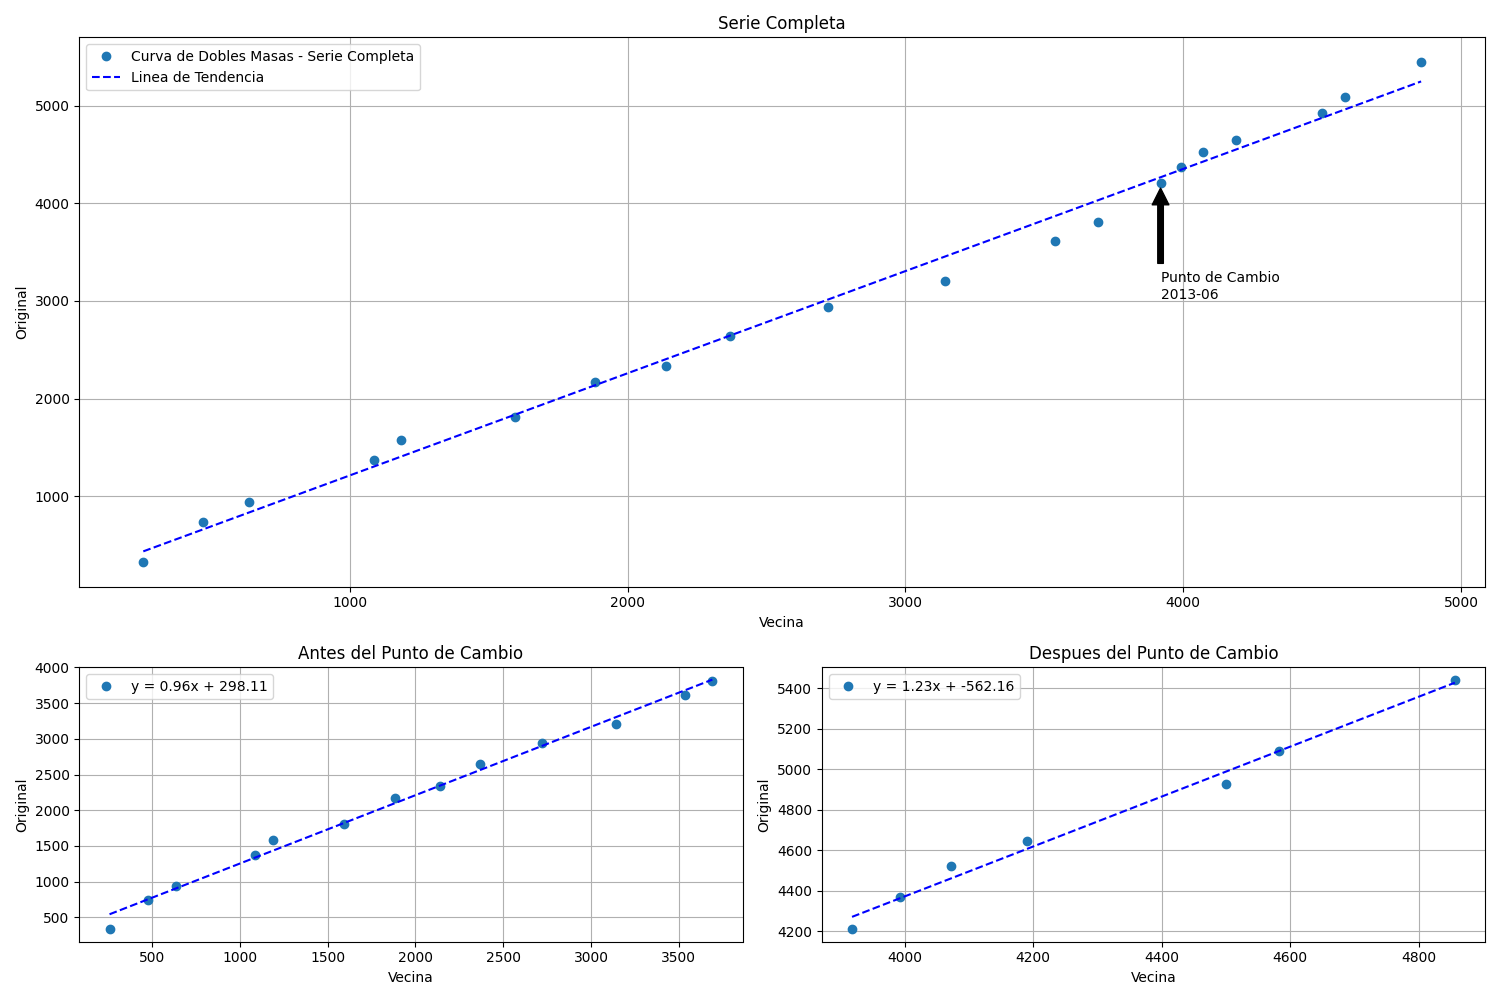 Serie Completa
Curva de Dobles Masas - Serie Completa
Linea de Tendencia
5000
4000
3000
2000
1000
Original
Punto de Cambio
2013-06
1000 2000 3000 4000 5000
Vecina
Antes del Punto de Cambio
y = 0.96x + 298.11
4000
3500
3000
2500
2000
1500
1000
500
Original
500 1000 1500 2000 2500 3000 3500
Vecina
Despues del Punto de Cambio
y = 1.23x + -562.16
5400
5200
5000
4800
4600
4400
4200
Original
4000 4200 4400 4600 4800
Vecina